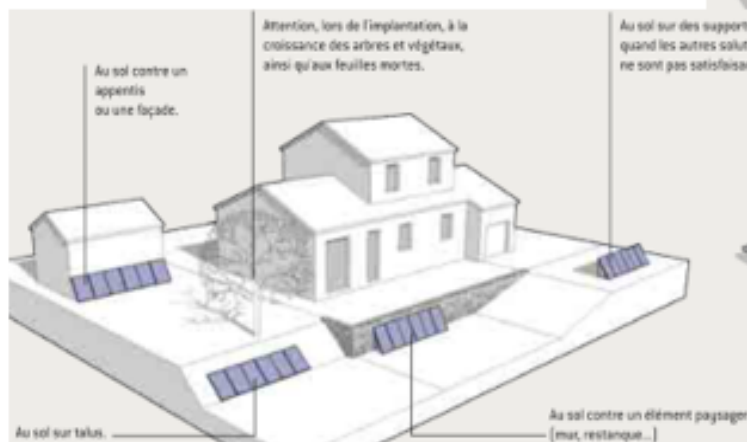 Attention, lors de l'implantation, à la
croissance des arbres et végétaux,
ainsi qu'aux feuilles mortes.
Au sol sur des support
quand les autres solut
ne sont pas satisfaisa
Au sol contre un
appentis
ou une façade.
Au sol sur talus.
Au sol contre un élément paysager
(mur, restanque...)